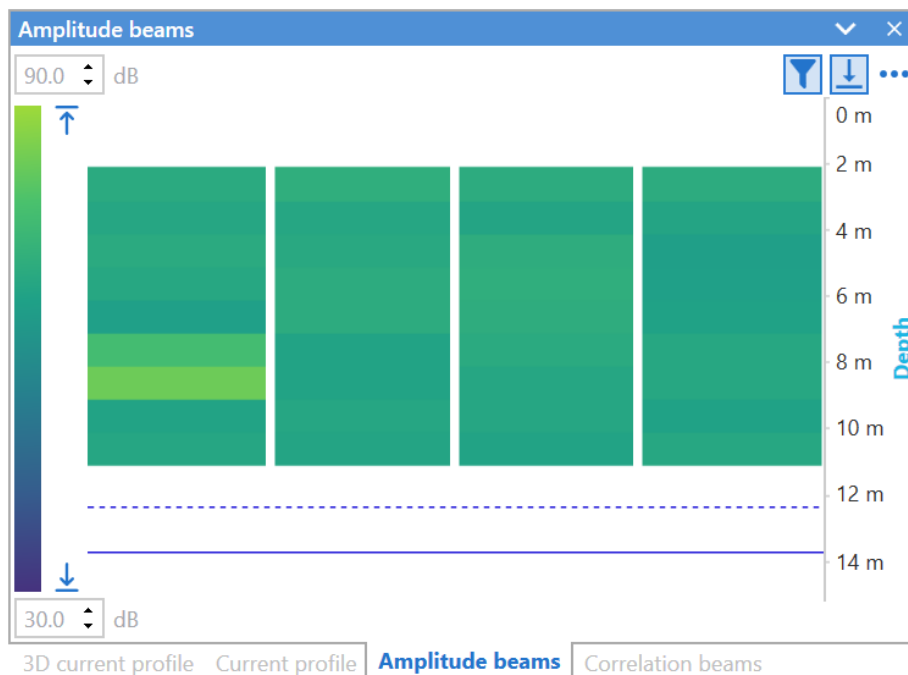 Amplitude beams
90.0 dB
0 m
2 m
4 m
6 m
8 m
10 m
12 m
14 m
Depth
30.0 dB
3D current profile Current profile Amplitude beams Correlation beams